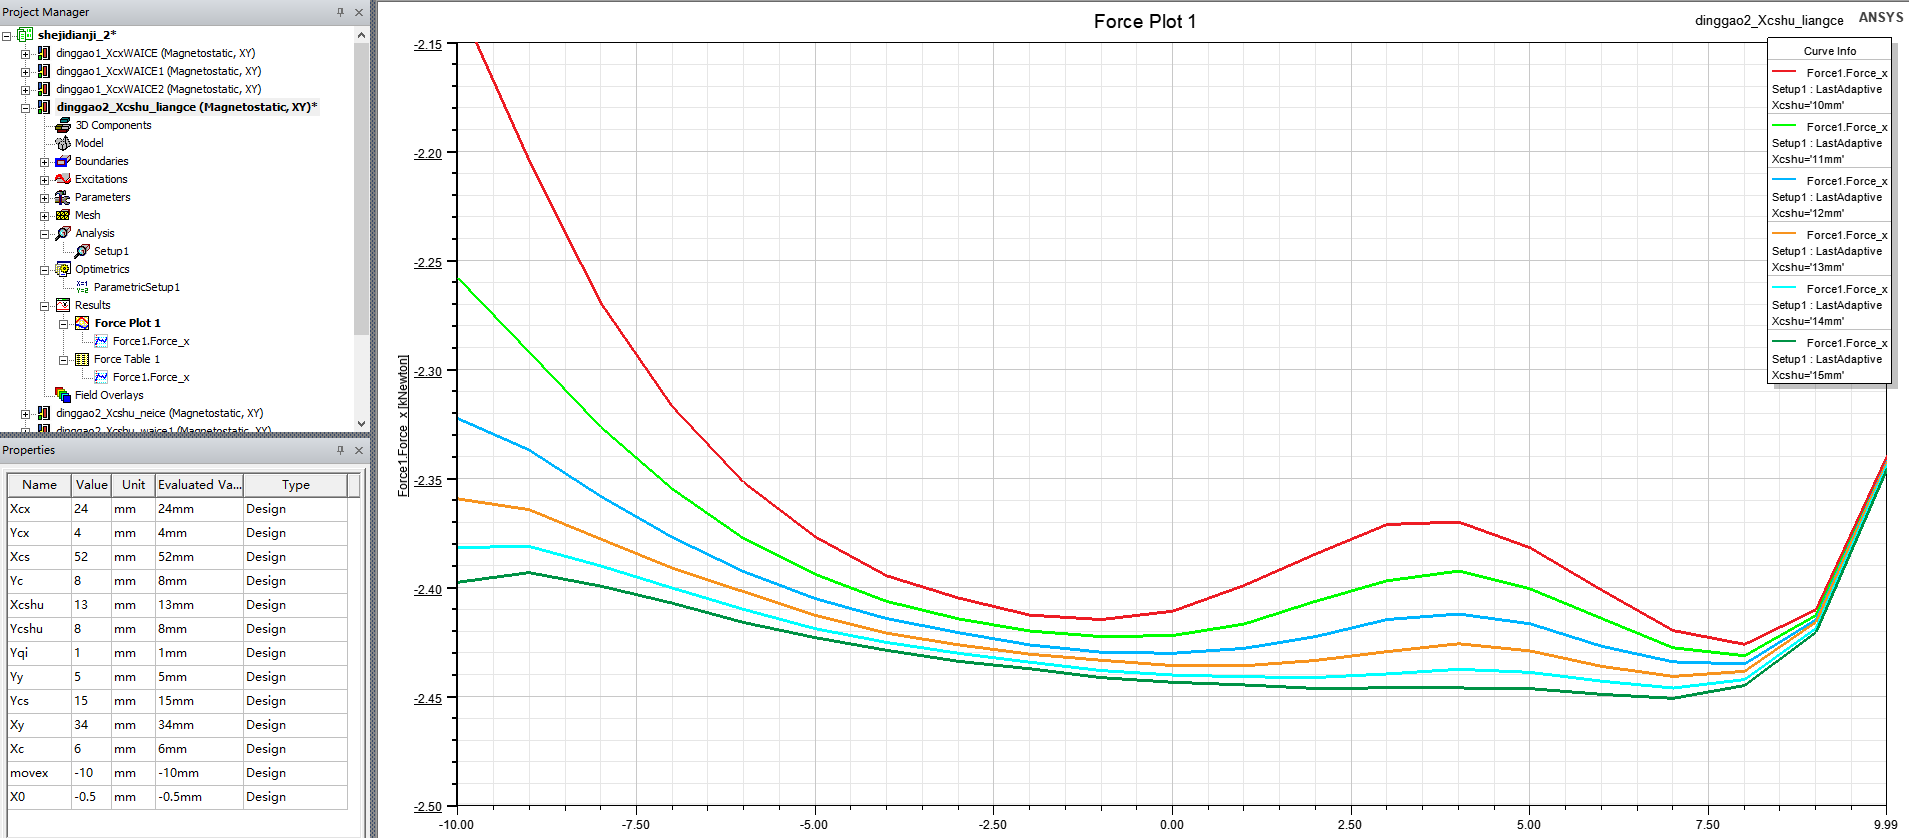 Project Manager
shejidianji_2*
dinggao1_XcxWAICE (Magnetostatic, XY)
dinggao1_XcxWAICE1 (Magnetostatic, XY)
dinggao1_XcxWAICE2 (Magnetostatic, XY)
dinggao2_Xcshu_liangce (Magnetostatic, XY)*
3D Components
Model
Boundaries
Excitations
Parameters
Mesh
Analysis
Setup1
Optimetrics
ParametricSetup1
Results
Force Plot 1
Force1.Force_x
Force Table 1
Force1.Force_x
Field Overlays
dinggao2_Xcshu_neice (Magnetostatic, XY)
dinggao2_Xcshu_waice1 (Magnetostatic, XY)
Properties
Name Value Unit Evaluated Va... Type
Xcx 24 mm 24mm Design
Ycx 4 mm 4mm Design
Xcs 52 mm 52mm Design
Yc 8 mm 8mm Design
Xcshu 13 mm 13mm Design
Ycshu 8 mm 8mm Design
Yqi 1 mm 1mm Design
Yy 5 mm 5mm Design
Ycs 15 mm 15mm Design
Xy 34 mm 34mm Design
Xc 6 mm 6mm Design
movex -10 mm -10mm Design
X0 -0.5 mm -0.5mm Design
Force Plot 1
dinggao2_Xcshu_liangce
ANSYS
Curve Info
Force1.Force_x
Setup1 : LastAdaptive
Xcshu='10mm'
Force1.Force_x
Setup1 : LastAdaptive
Xcshu='11mm'
Force1.Force_x
Setup1 : LastAdaptive
Xcshu='12mm'
Force1.Force_x
Setup1 : LastAdaptive
Xcshu='13mm'
Force1.Force_x
Setup1 : LastAdaptive
Xcshu='14mm'
Force1.Force_x
Setup1 : LastAdaptive
Xcshu='15mm'
Force1.Force_x [kNewton]
-2.15
-2.20
-2.25
-2.30
-2.35
-2.40
-2.45
-2.50
-10.00 -7.50 -5.00 -2.50 0.00 2.50 5.00 7.50 9.99